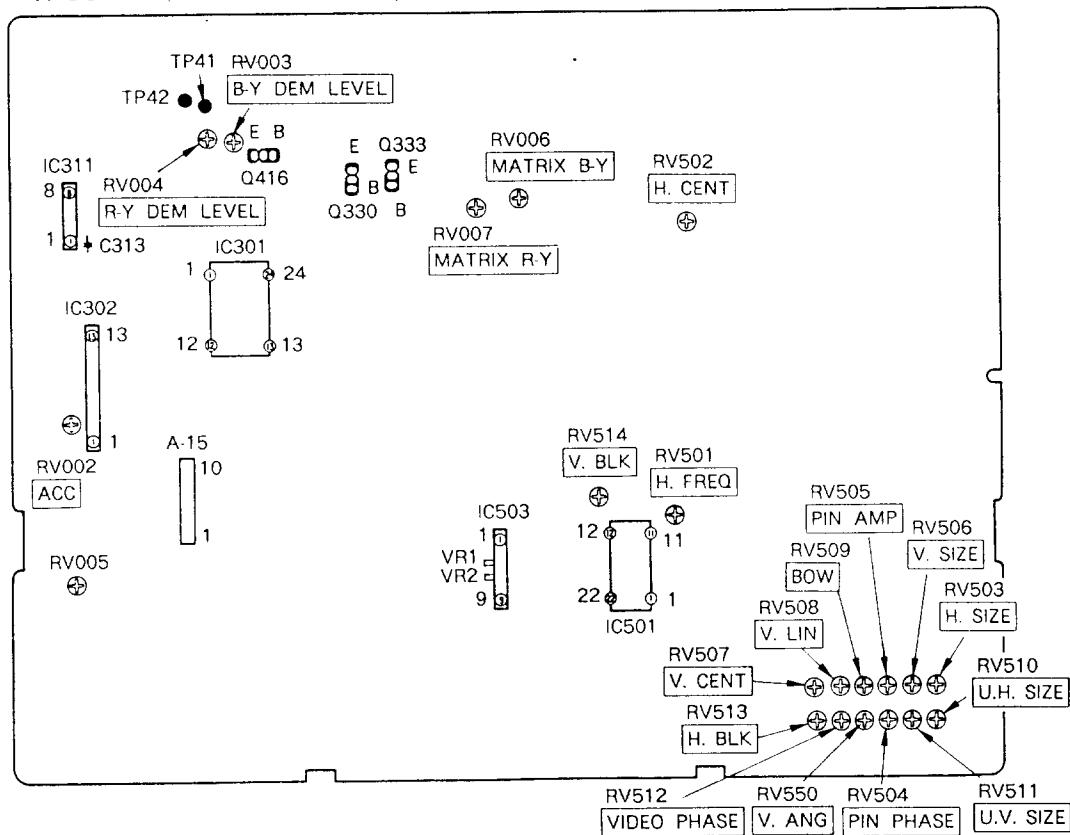 TP41
RV003
B-Y DEM LEVEL
TP42
E B
Q416
IC311
8
1
C313
RV004
R-Y DEM LEVEL
E
Q333
E
B
Q330
B
RV006
MATRIX B-Y
RV007
MATRIX R-Y
RV502
H. CENT
IC301
1
24
12
13
IC302
13
1
RV002
ACC
A-15
10
1
RV005
RV514
V. BLK
RV501
H. FREQ
IC503
1
VR1
VR2
9
12
11
22
1
IC501
RV505
PIN AMP
RV506
V. SIZE
RV509
BOW
RV503
H. SIZE
RV508
V. LIN
RV507
V. CENT
RV510
U.H. SIZE
RV513
H. BLK
RV512
VIDEO PHASE
RV550
V. ANG
RV504
PIN PHASE
RV511
U.V. SIZE